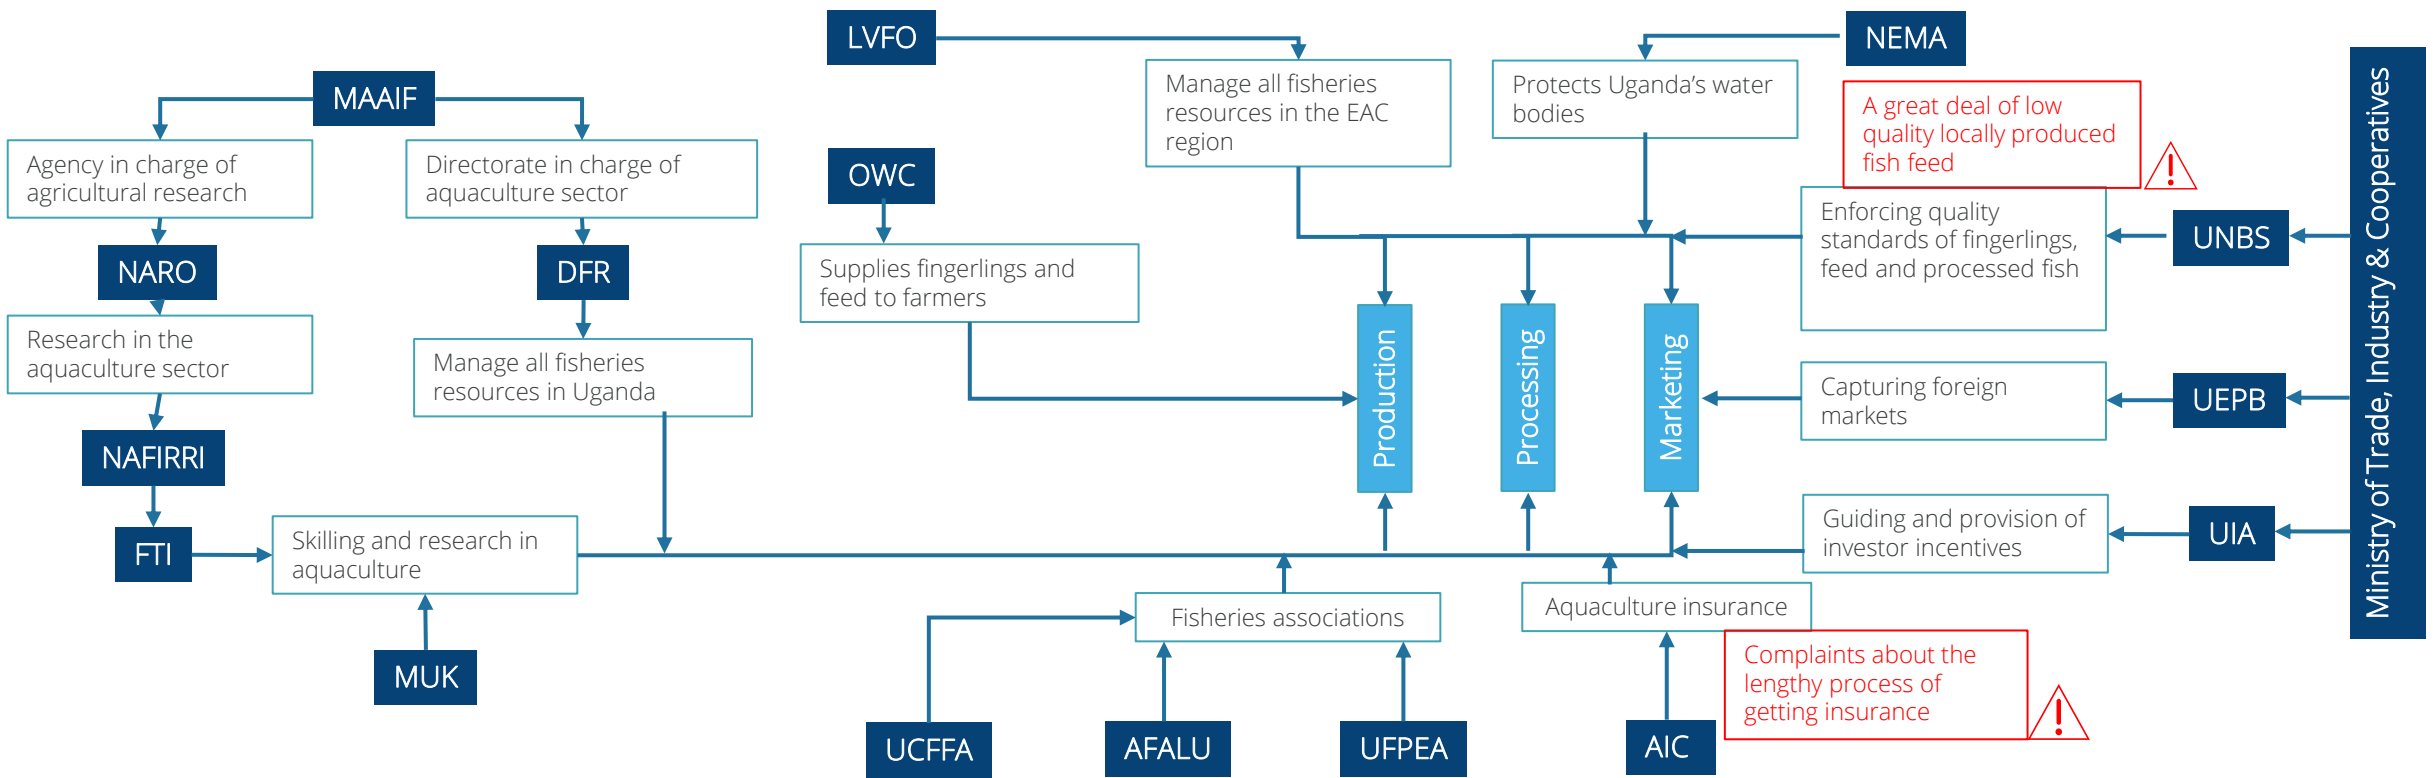 LVFO
NEMA
MAAIF
Manage all fisheries
resources in the EAC
region
Protects Uganda's water
bodies
A great deal of low
quality locally produced
fish feed
Agency in charge of
agricultural research
Directorate in charge of
aquaculture sector
OWC
Enforcing quality
standards of fingerlings,
feed and processed fish
UNBS
Ministry of Trade, Industry & Cooperatives
NARO
DFR
Supplies fingerlings and
feed to farmers
Research in the
aquaculture sector
Manage all fisheries
resources in Uganda
Production
Processing
Marketing
Capturing foreign
markets
UEPB
NAFIRRI
FTI
Skilling and research in
aquaculture
Guiding and provision of
investor incentives
UIA
Fisheries associations
Aquaculture insurance
MUK
Complaints about the
lengthy process of
getting insurance
UCFFA
AFALU
UFPEA
AIC